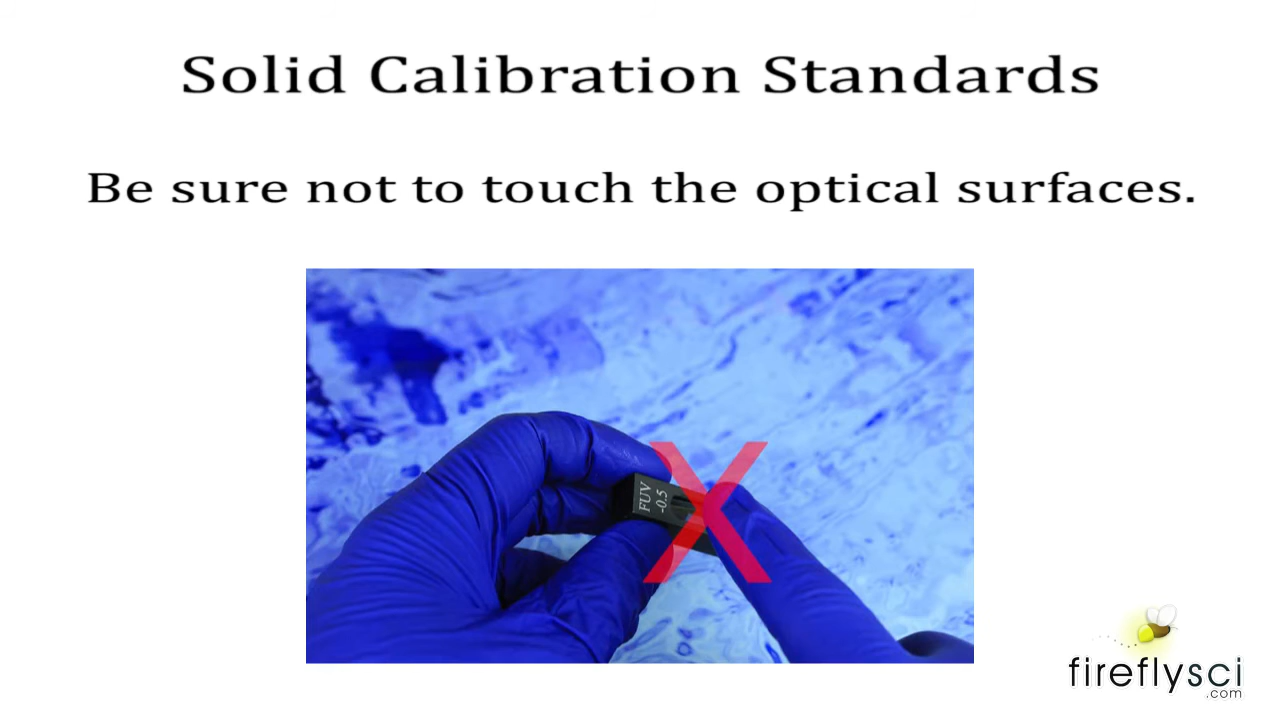 Solid Calibration Standards
Be sure not to touch the optical surfaces.
FUV
-0.5
X
fireflysci
.com